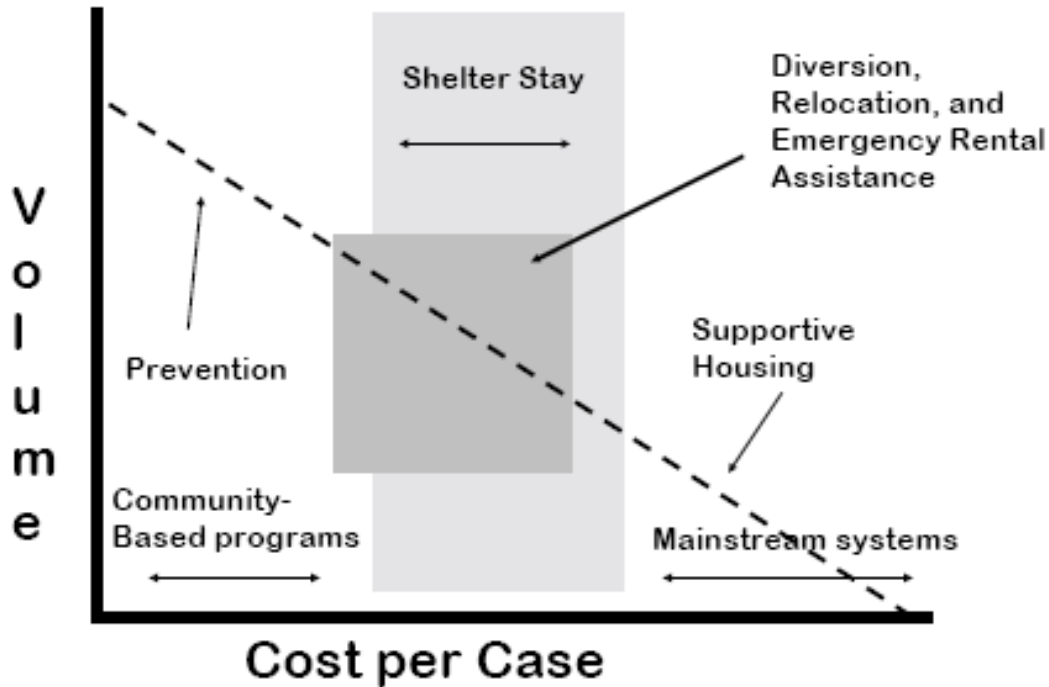 Shelter Stay
Diversion,
Relocation, and
Emergency Rental
Assistance
Volume
Prevention
Supportive
Housing
Community-
Based programs
Mainstream systems
Cost per Case